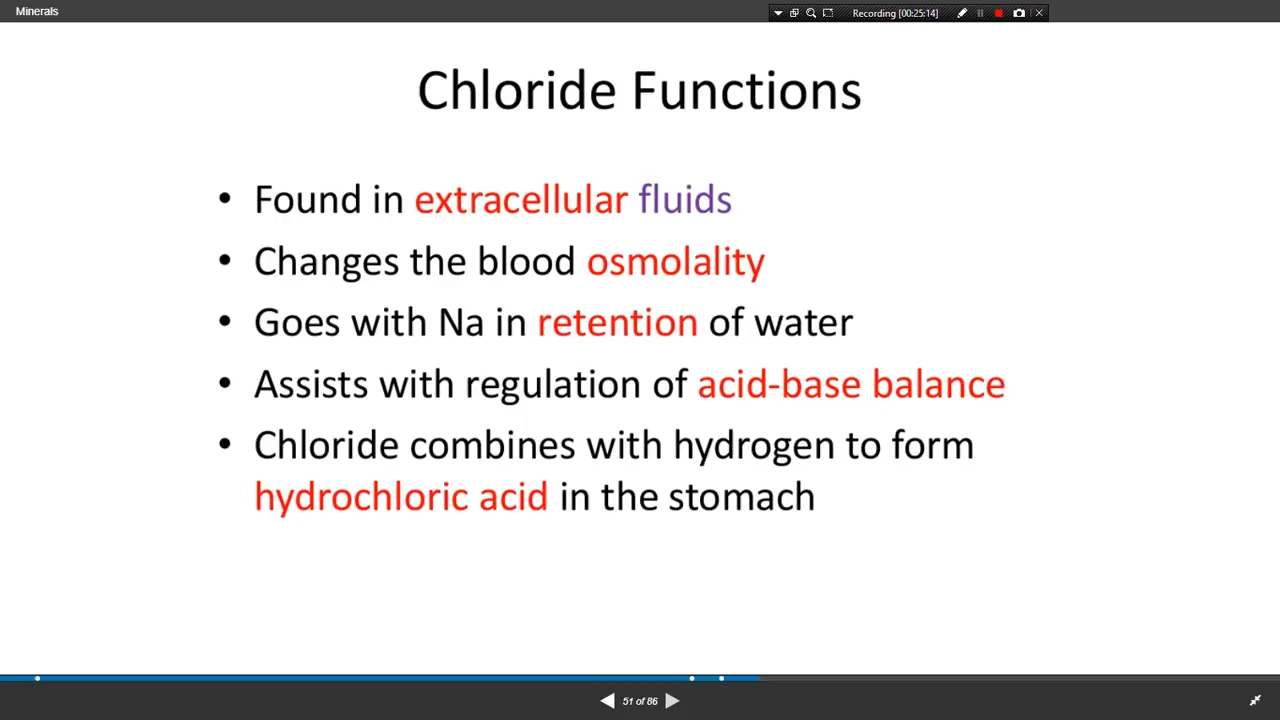 Minerals
Recording [00:25:14]
Chloride Functions
• Found in extracellular fluids
• Changes the blood osmolality
• Goes with Na in retention of water
• Assists with regulation of acid-base balance
• Chloride combines with hydrogen to form
hydrochloric acid in the stomach
51 of 86